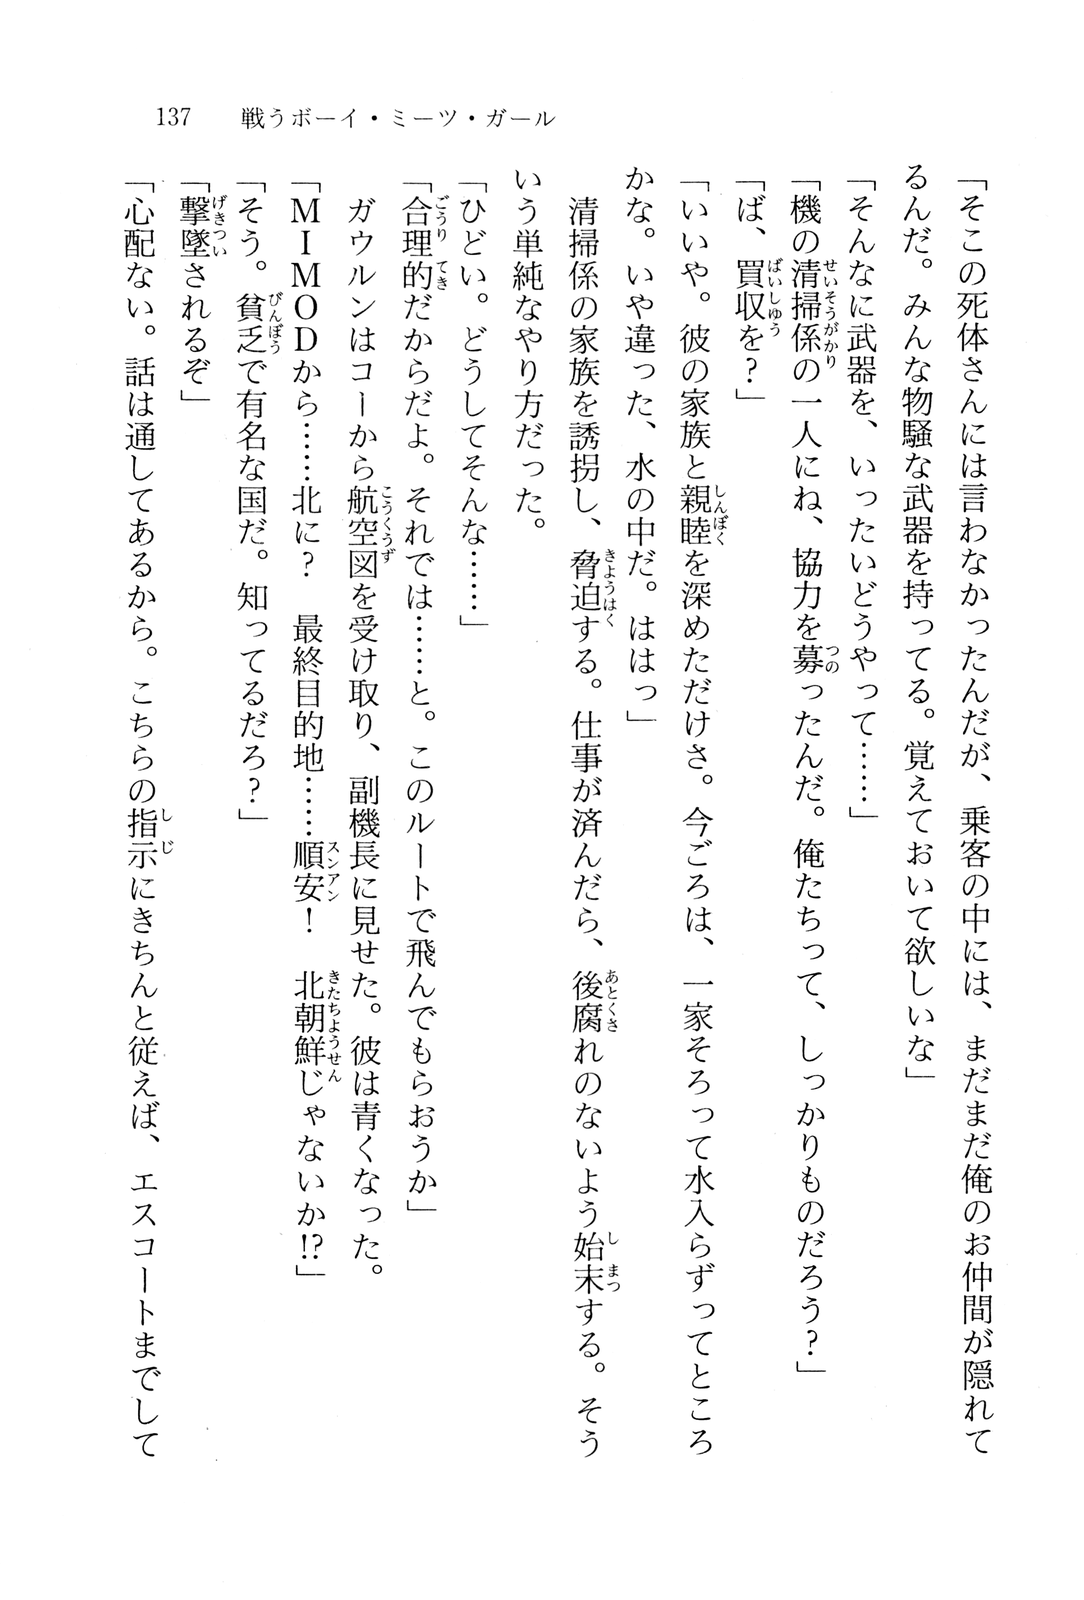 137 戦うボーイ・ミーツ・ガール
「そこの死体さんには言わなかったんだが、乗客の中には、まだまだ俺のお仲間が隠れて
るんだ。みんな物騒な武器を持ってる。覚えておいて欲しいな」
「そんなに武器を、いったいどうやって……」
「機の清掃係の一人にね、協力を募ったんだ。俺たちって、しっかりものだろう？」
「ば、買収を？」
「いいや。彼の家族と親睦を深めただけさ。今ごろは、一家そろって水入らずってところ
かな。いや違った、水の中だ。ははっ」
　清掃係の家族を誘拐し、脅迫する。仕事が済んだら、後腐れのないよう始末する。そう
いう単純なやり方だった。
「ひどい。どうしてそんな……」
「合理的だからだよ。それでは……と。このルートで飛んでもらおうか」
　ガウルンはコーから航空図を受け取り、副機長に見せた。彼は青くなった。
「ＭＩＭＯＤから……北に？　最終目的地……順安！　北朝鮮じゃないか!?」
「そう。貧乏で有名な国だ。知ってるだろ？」
「撃墜されるぞ」
「心配ない。話は通してあるから。こちらの指示にきちんと従えば、エスコートまでして